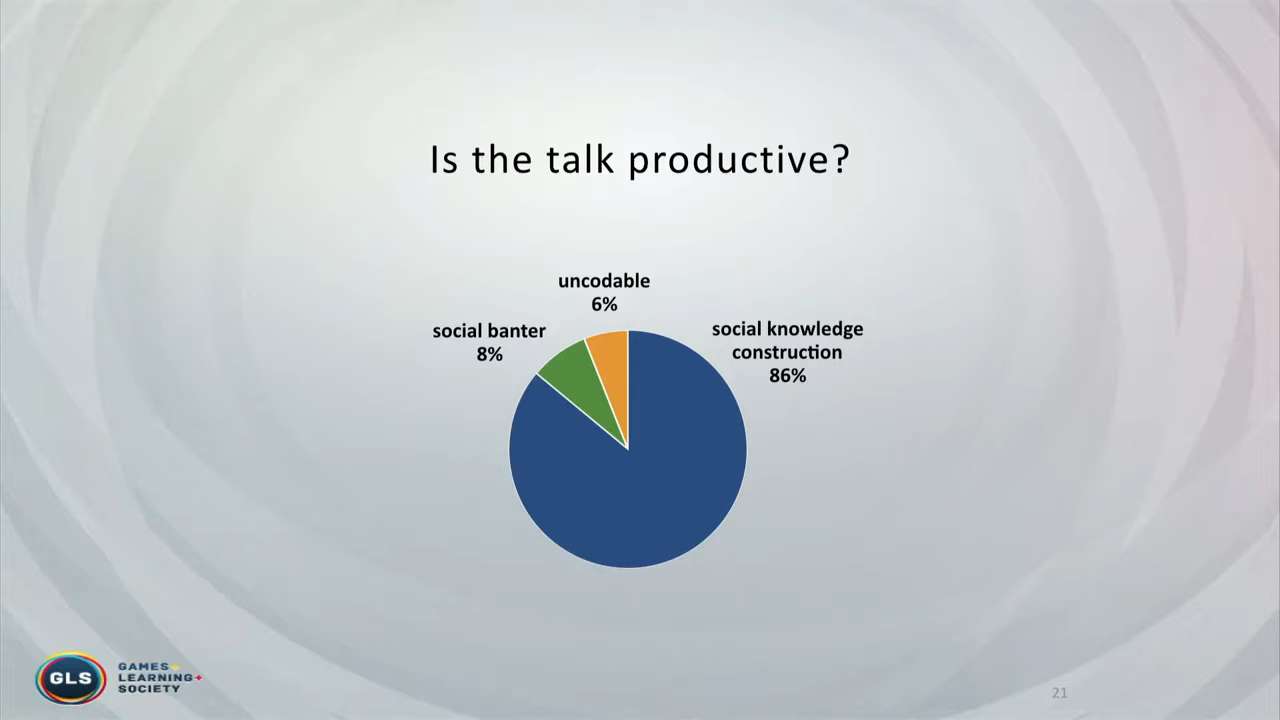 Is the talk productive?
uncodable
6%
social banter
8%
social knowledge
construction
86%
GLS
GAMES+
LEARNING+
SOCIETY
21